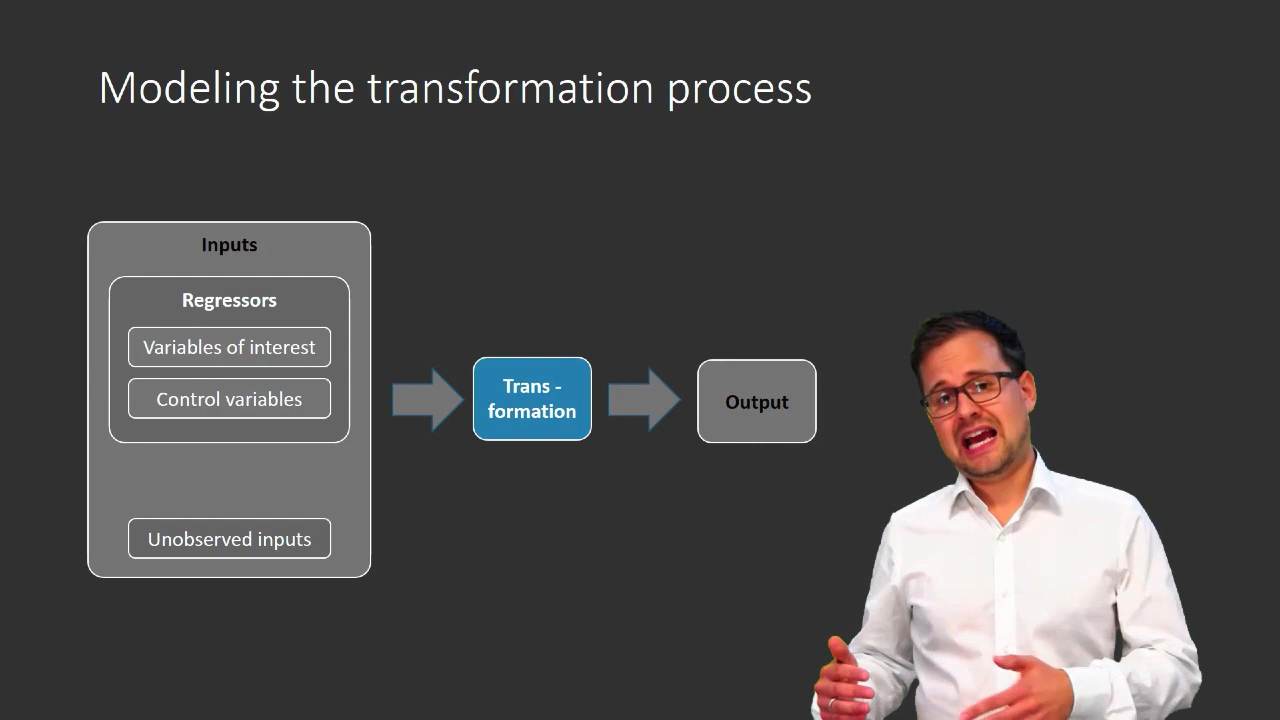 Modeling the transformation process
Inputs
Regressors
Variables of interest
Control variables
Unobserved inputs
Trans -
formation
Output